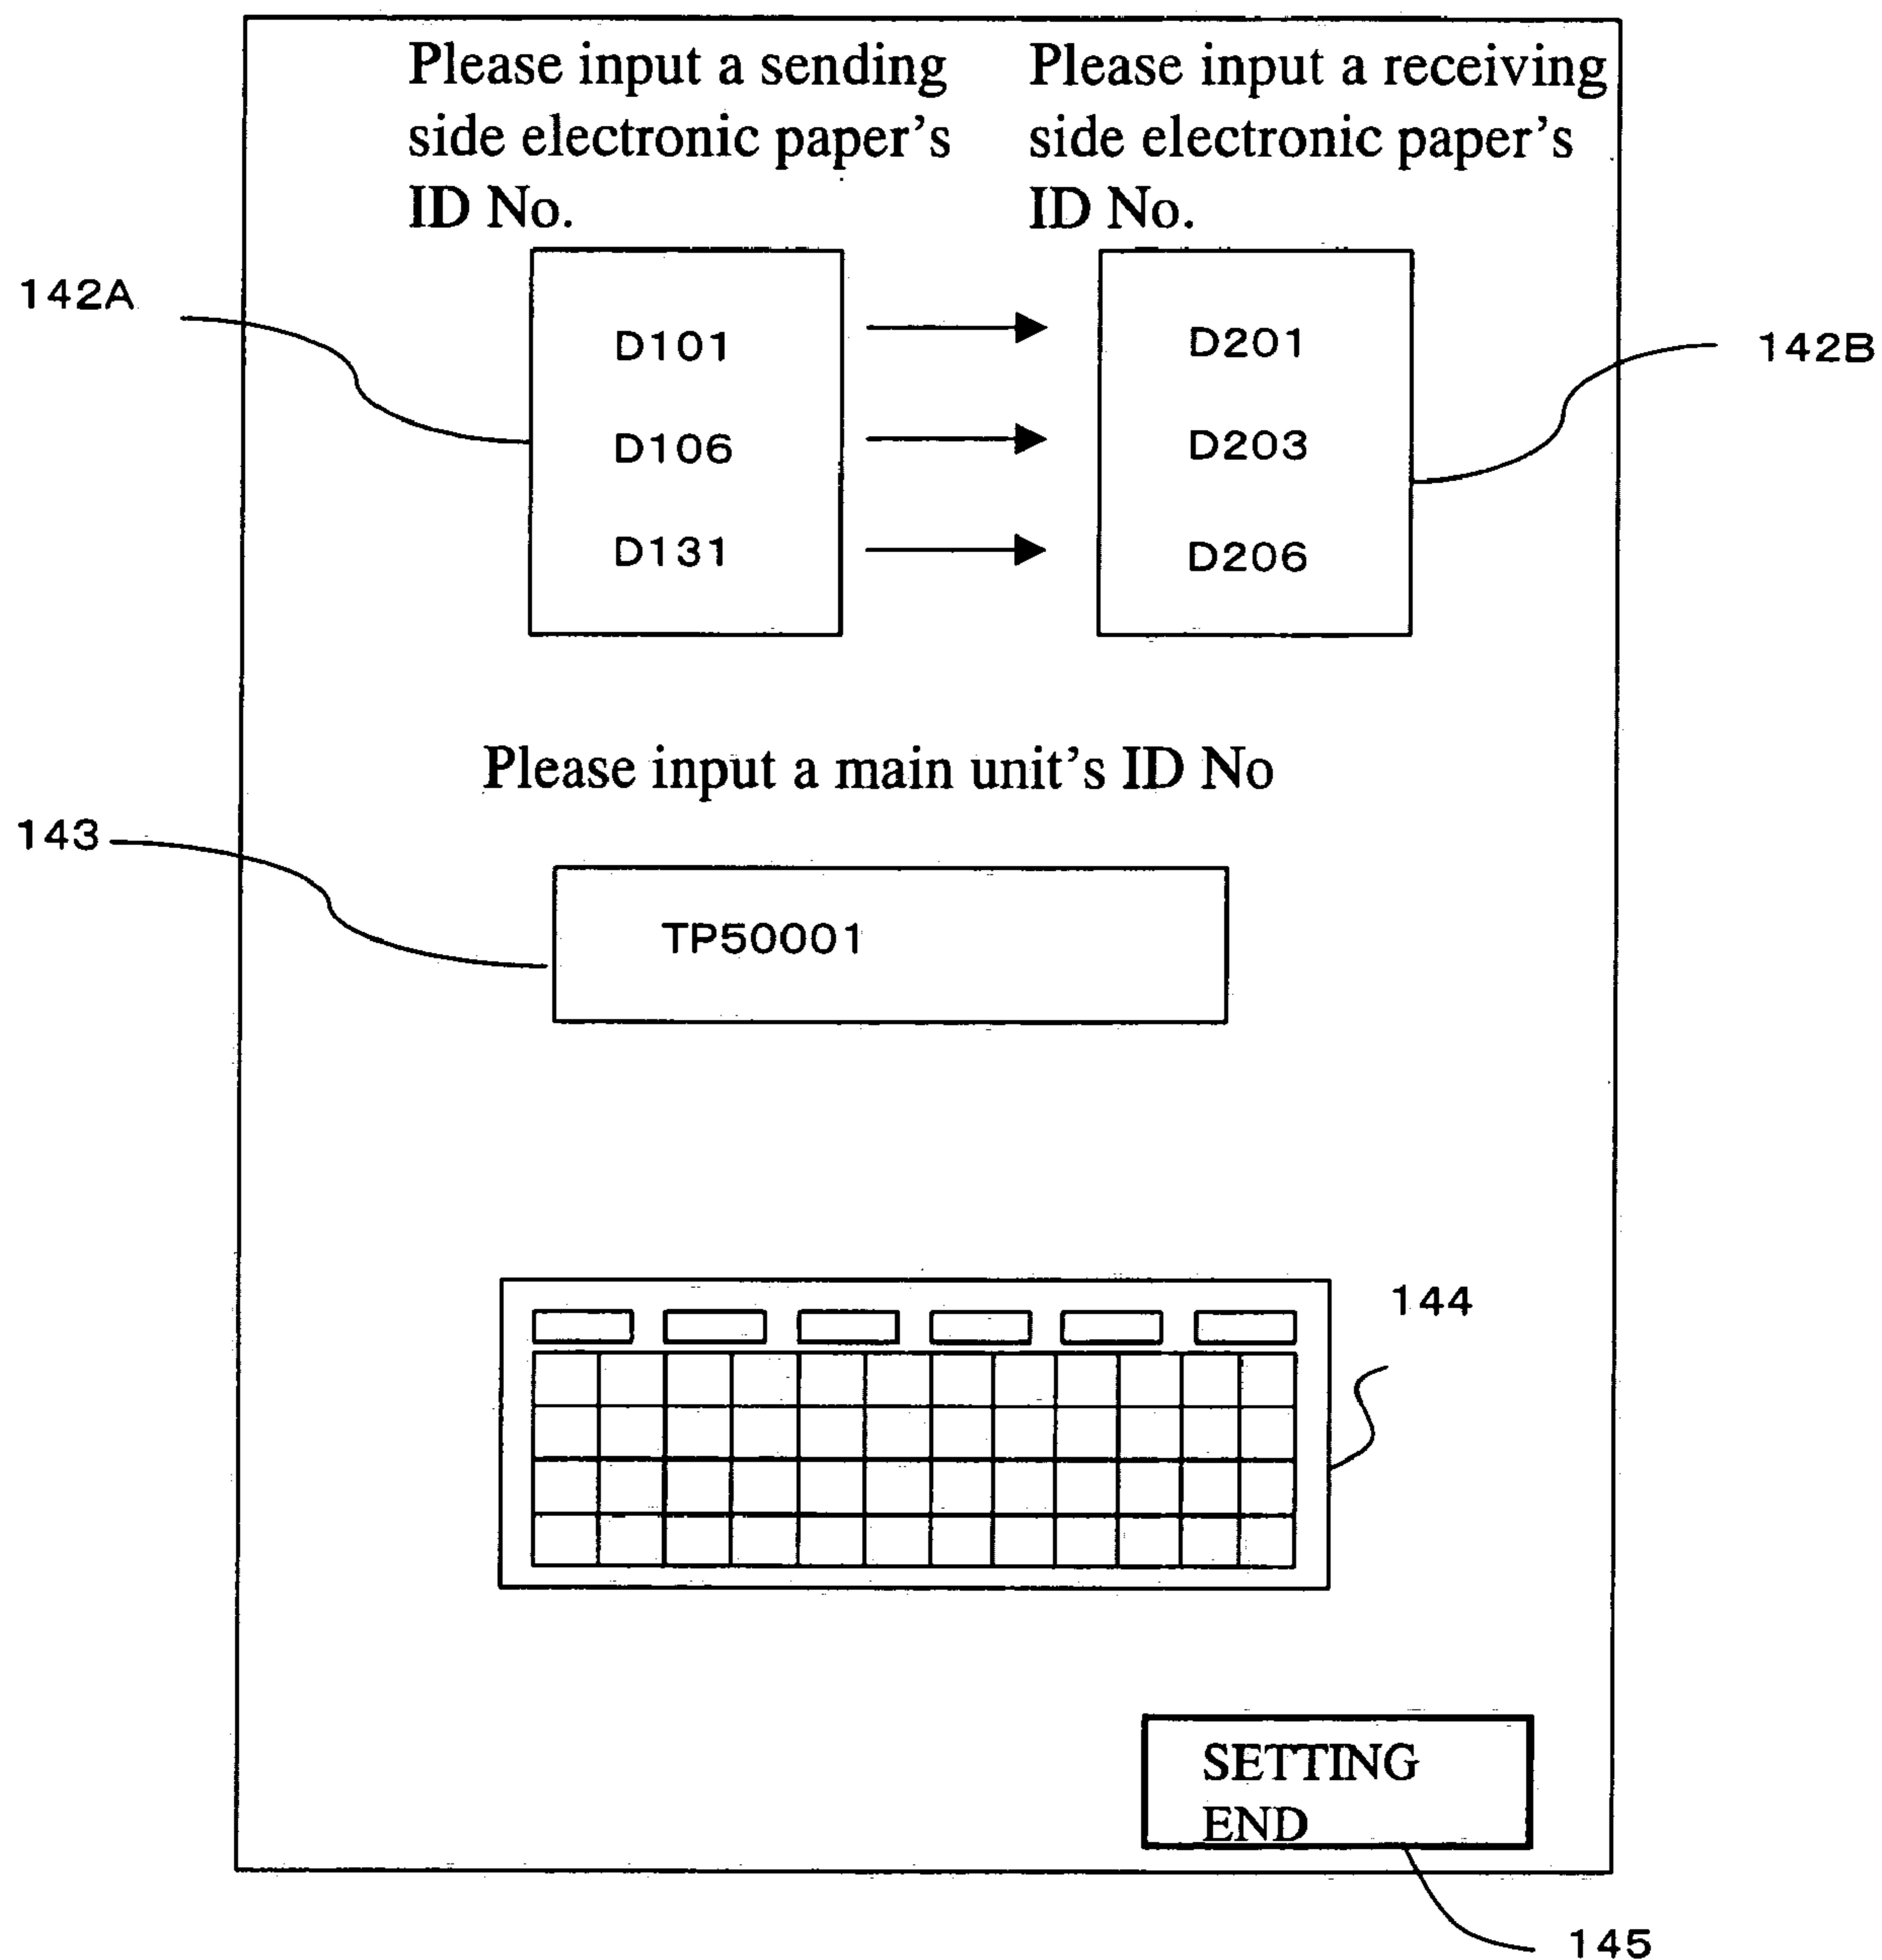 Please input a sending
side electronic paper's
ID No.
Please input a receiving
side electronic paper's
ID No.
142A
D101
D106
D131
D201
D203
D206
142B
Please input a main unit's ID No
143
TP50001
144
SETTING
END
145